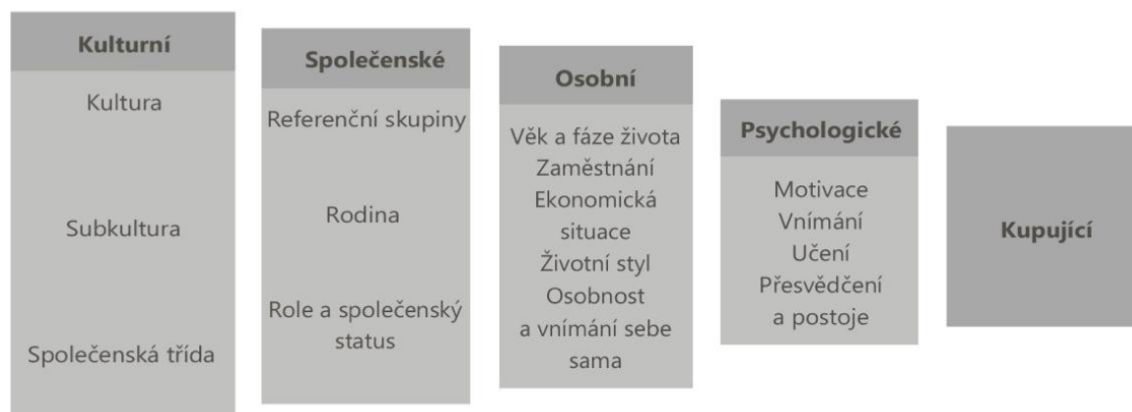 Kulturní
Kultura
Subkultura
Společenská třída
Společenské
Referenční skupiny
Rodina
Role a společenský
status
Osobní
Věk a fáze života
Zaměstnání
Ekonomická
situace
Životní styl
Osobnost
a vnímání sebe
sama
Psychologické
Motivace
Vnímání
Učení
Přesvědčení
a postoje
Kupující